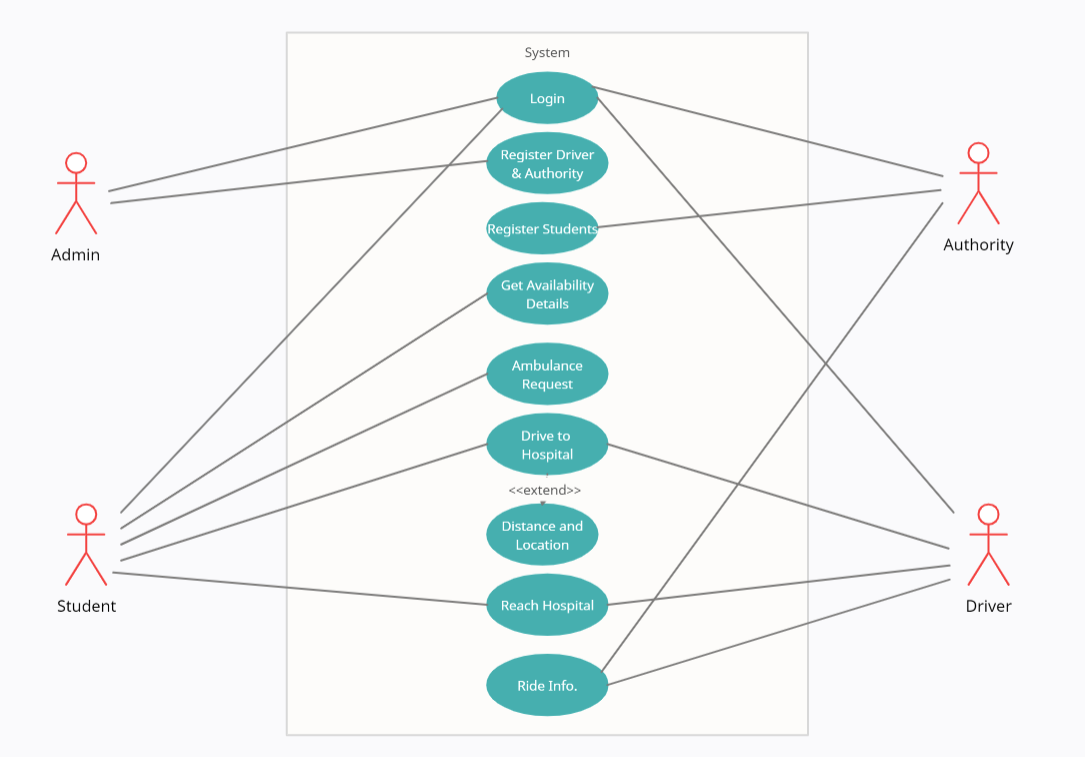 System
Login
Register Driver
& Authority
Register Students
Get Availability
Details
Ambulance
Request
Drive to
Hospital
<<extend>>
Distance and
Location
Reach Hospital
Ride Info.
Admin
Student
Authority
Driver